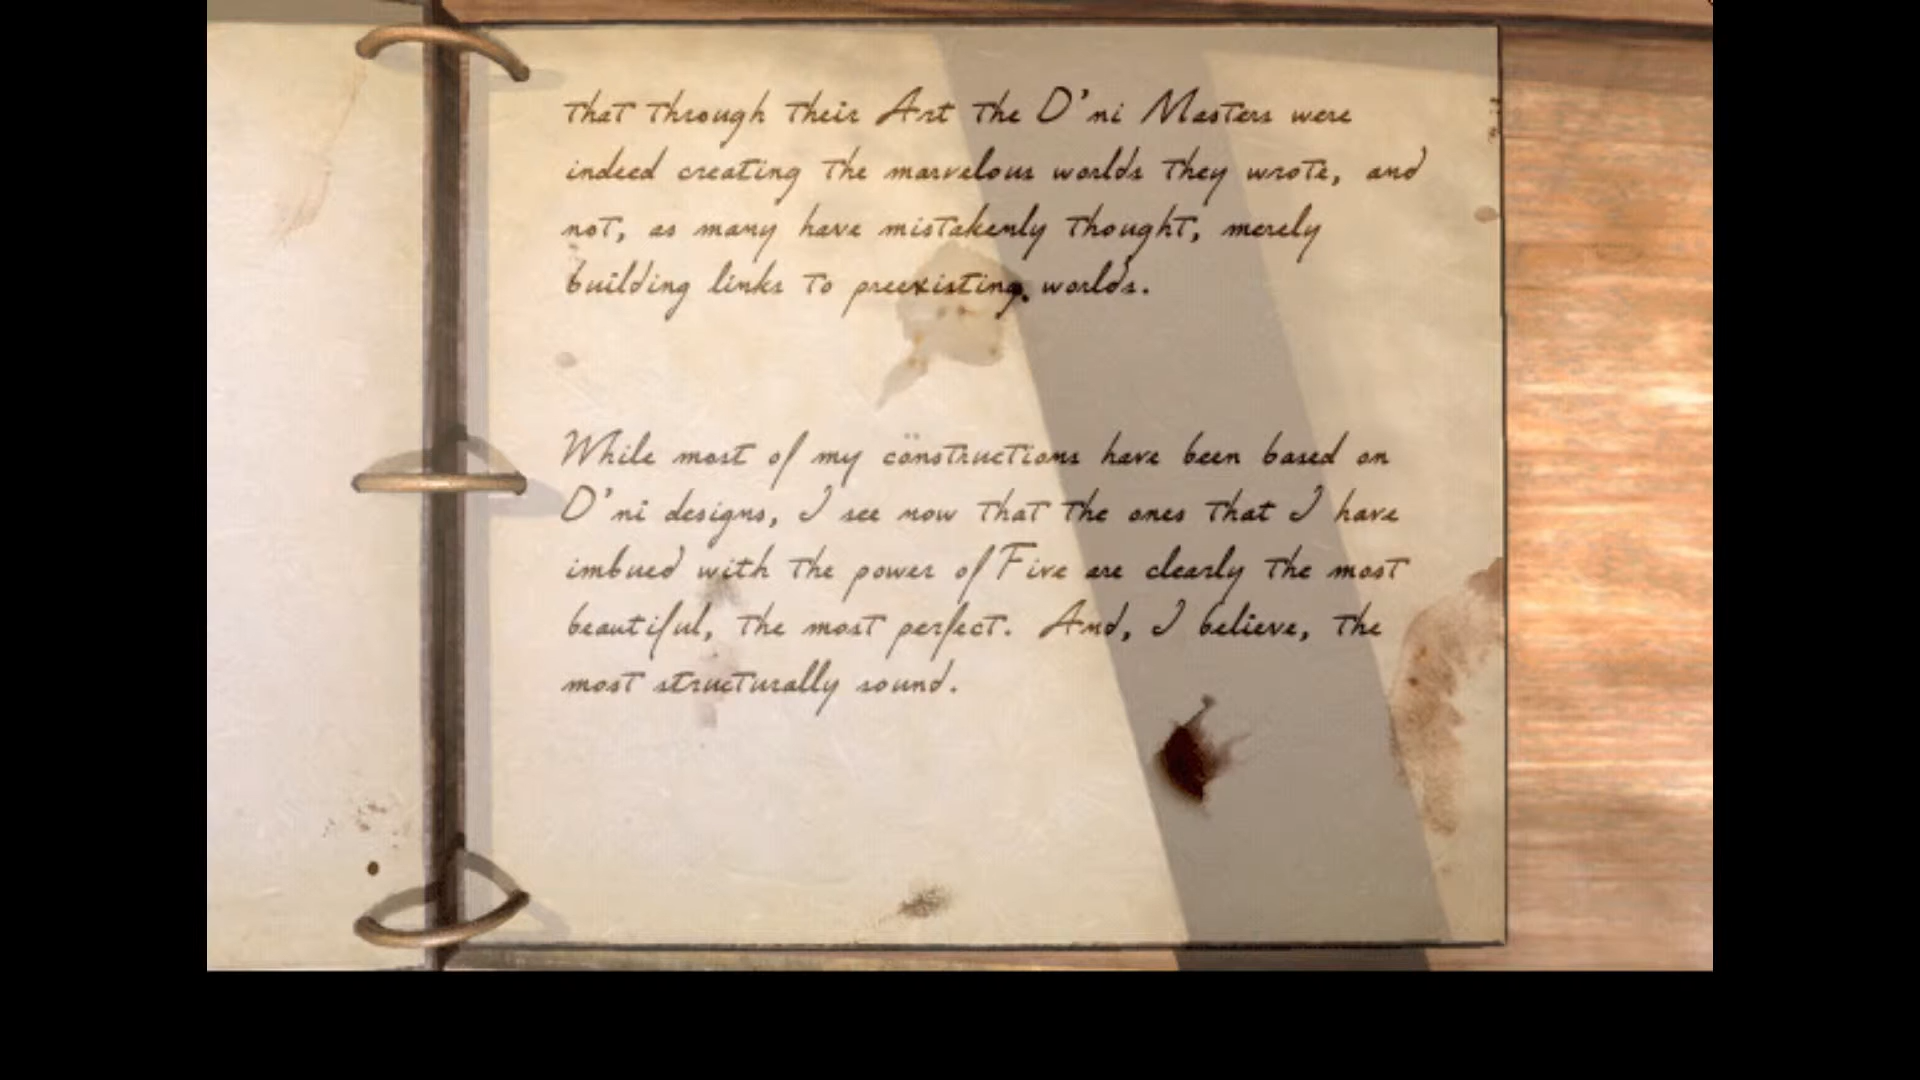 that through their Art the D'ni Masters were
indeed creating the marvelous worlds they wrote, and
not, as many have mistakenly thought, merely
building links to preexisting worlds.
While most of my constructions have been based on
D'ni designs, I see now that the ones that I have
imbued with the power of Five are clearly the most
beautiful, the most perfect. And, I believe, the
most structurally sound.